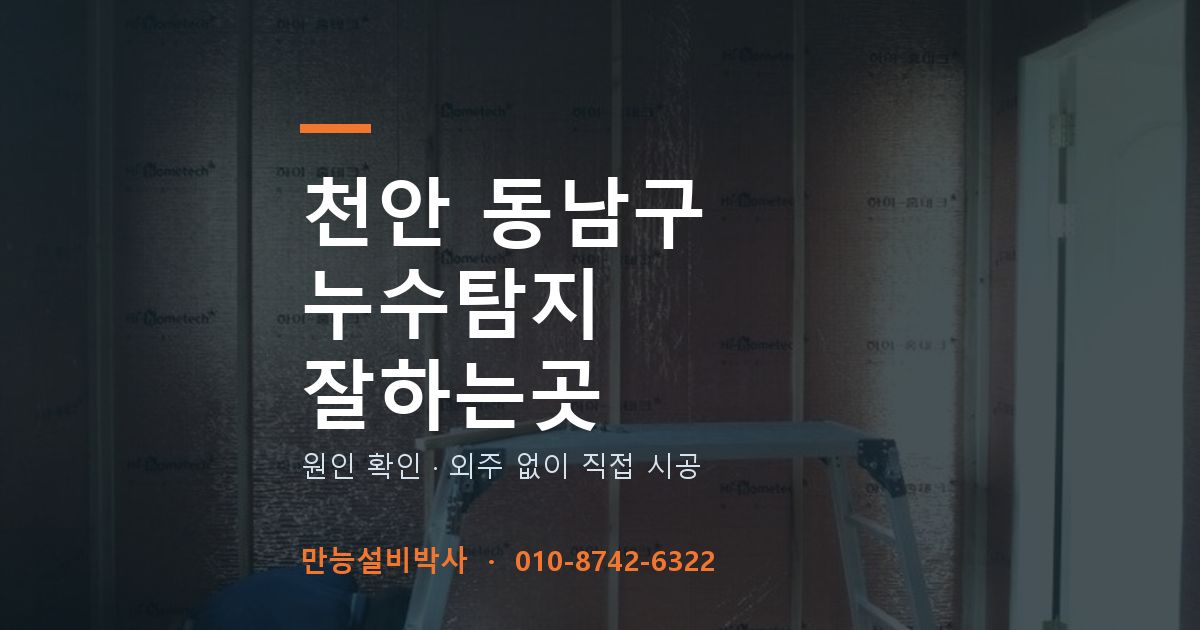 천안 동남구
누수탐지
잘하는곳
원인 확인 · 외주 없이 직접 시공
만능설비박사 · 010-8742-6322